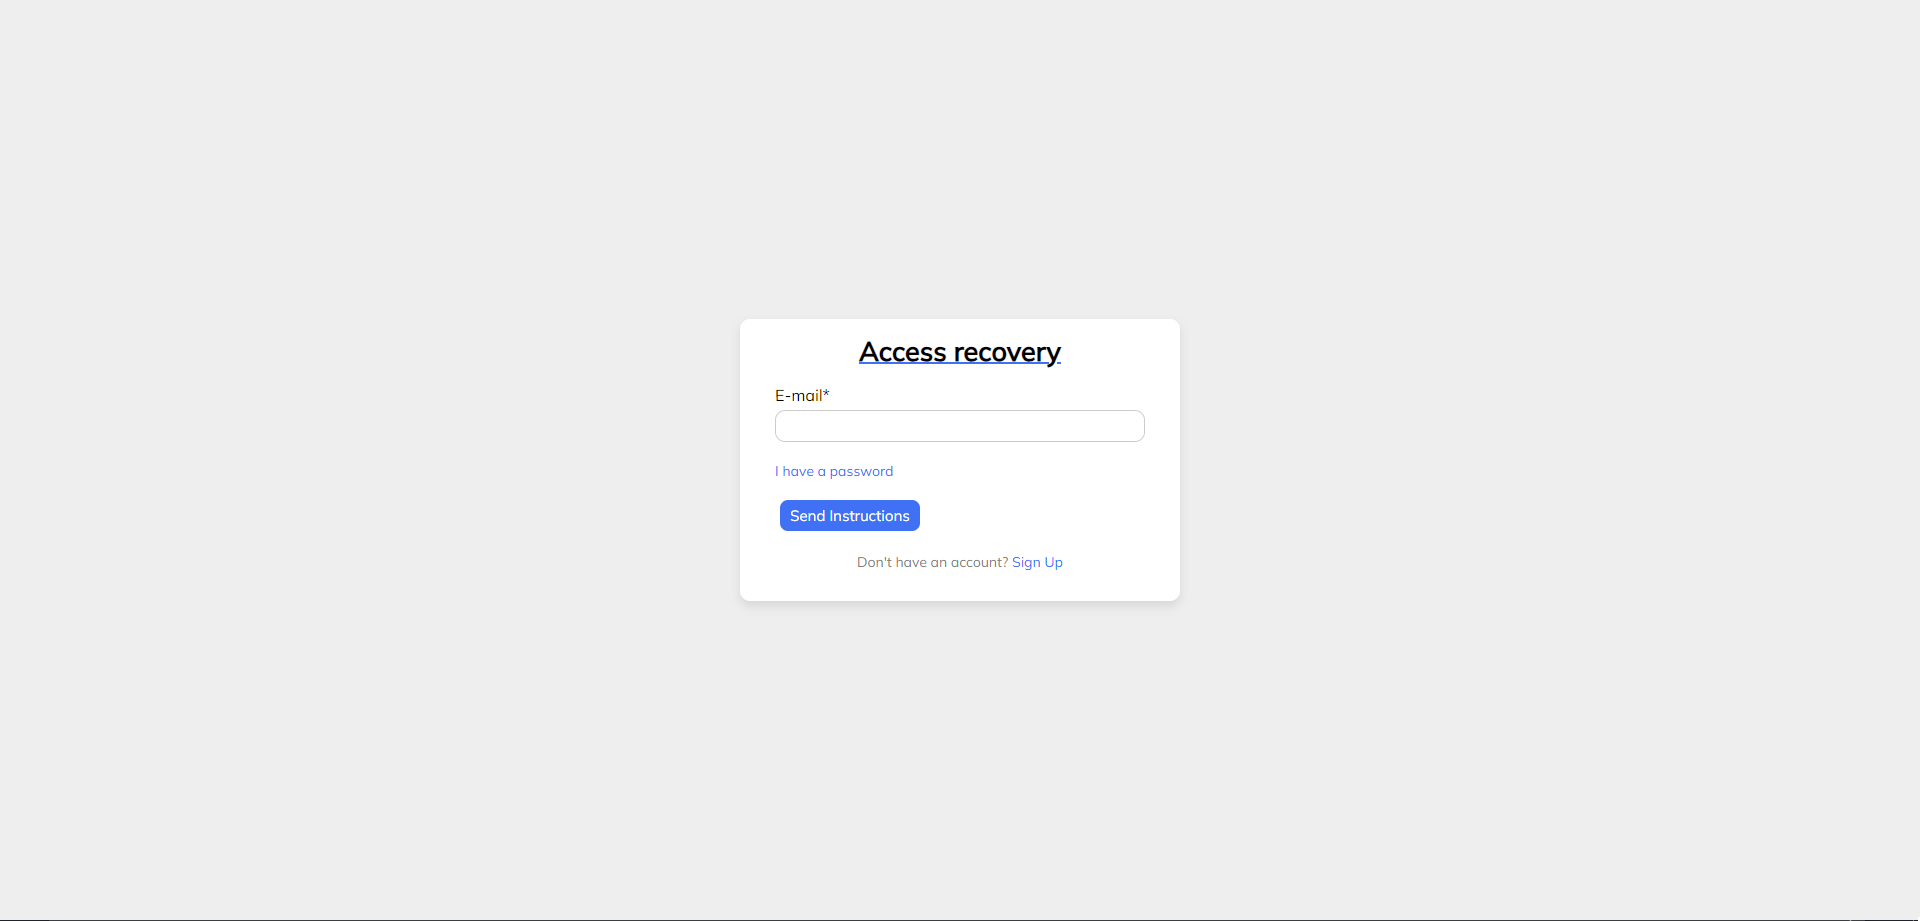 Access recovery
E-mail*
I have a password
Send Instructions
Don't have an account? Sign Up